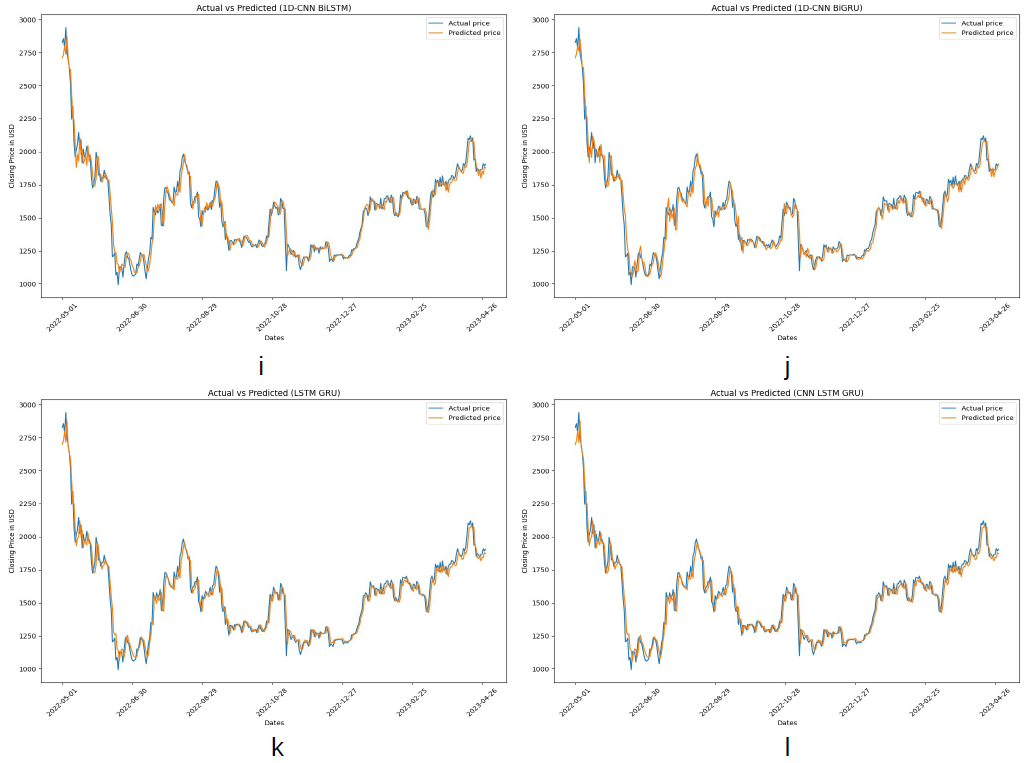 Actual vs Predicted (1D-CNN BiLSTM)
Actual price
Predicted price
3000
2750
2500
2250
2000
1750
1500
1250
1000
Closing Price in USD
2022-05-01
2022-06-30
2022-08-29
2022-10-28
2022-12-27
2023-02-25
2023-04-26
Dates
i
Actual vs Predicted (1D-CNN BiGRU)
Actual price
Predicted price
3000
2750
2500
2250
2000
1750
1500
1250
1000
Closing Price in USD
2022-05-01
2022-06-30
2022-08-29
2022-10-28
2022-12-27
2023-02-25
2023-04-26
Dates
j
Actual vs Predicted (LSTM GRU)
Actual price
Predicted price
3000
2750
2500
2250
2000
1750
1500
1250
1000
Closing Price in USD
2022-05-01
2022-06-30
2022-08-29
2022-10-28
2022-12-27
2023-02-25
2023-04-26
Dates
k
Actual vs Predicted (CNN LSTM GRU)
Actual price
Predicted price
3000
2750
2500
2250
2000
1750
1500
1250
1000
Closing Price in USD
2022-05-01
2022-06-30
2022-08-29
2022-10-28
2022-12-27
2023-02-25
2023-04-26
Dates
l